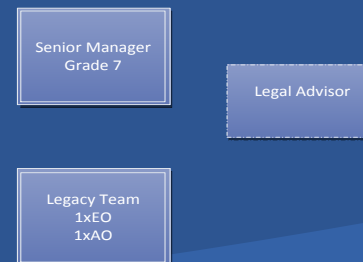 Senior Manager
Grade 7
Legal Advisor
Legacy Team
1xEO
1xAO